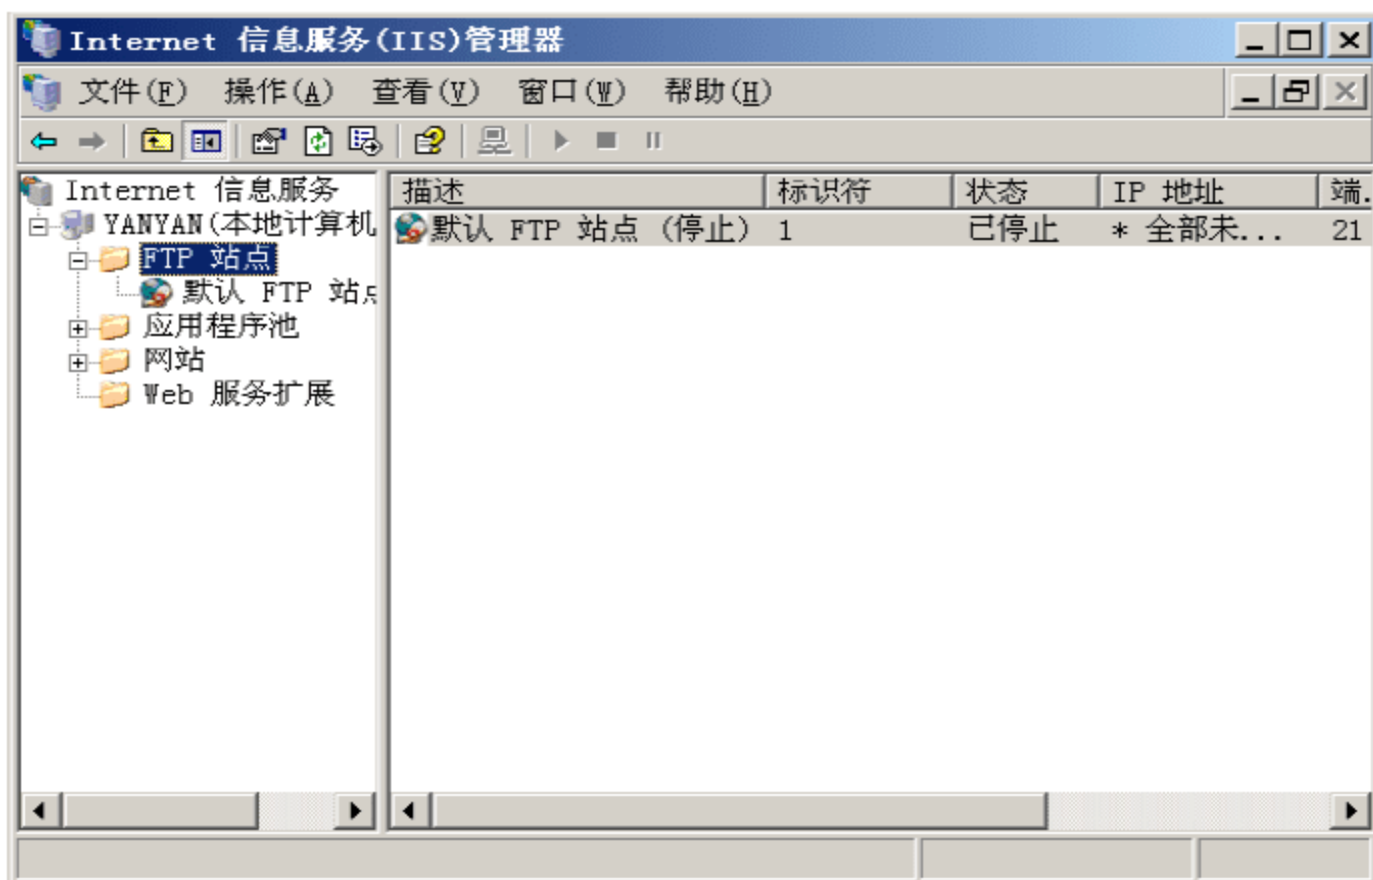 Internet 信息服务(IIS)管理器
文件(F) 操作(A) 查看(V) 窗口(W) 帮助(H)
Internet 信息服务
YANYAN(本地计算机
FTP 站点
默认 FTP 站点
应用程序池
网站
Web 服务扩展
描述 标识符 状态 IP 地址 端.
默认 FTP 站点 (停止) 1 已停止 * 全部未... 21